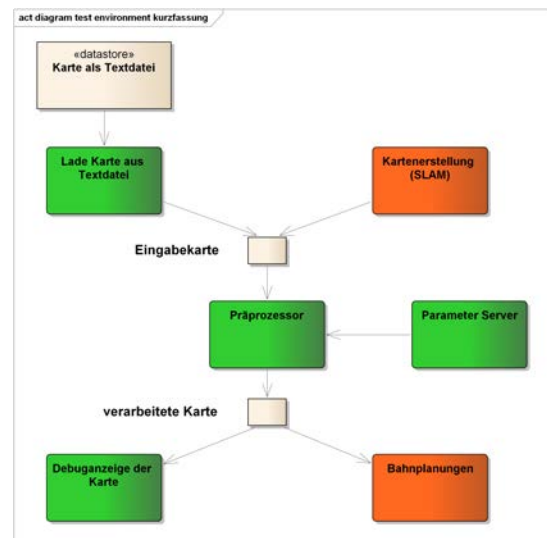 act diagram test environment kurzfassung
«datastore»
Karte als Textdatei
Lade Karte aus
Textdatei
Kartenerstellung
(SLAM)
Eingabekarte
Präprozessor
Parameter Server
verarbeitete Karte
Debuganzeige der
Karte
Bahnplanungen